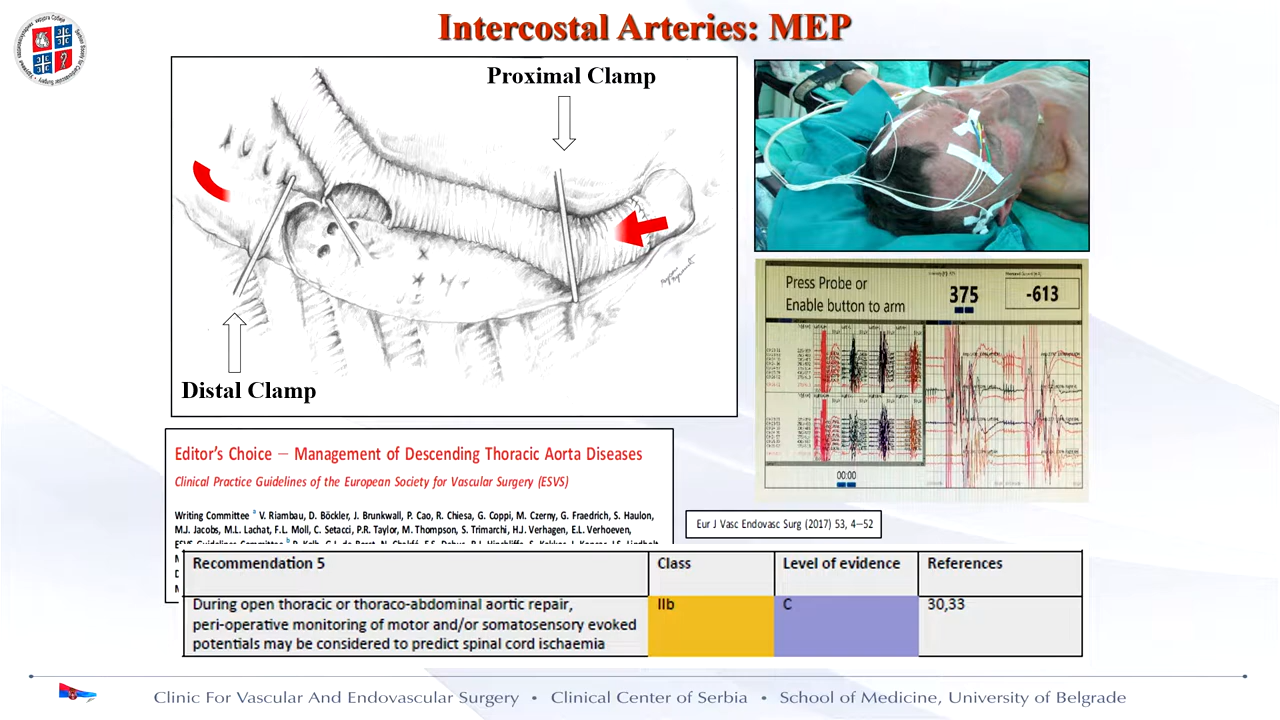 Intercostal Arteries: MEP
Proximal Clamp
Distal Clamp
Press Probe or
Enable button to arm
375
-613
00:00
Editor's Choice – Management of Descending Thoracic Aorta Diseases
Clinical Practice Guidelines of the European Society for Vascular Surgery (ESVS)
Writing Committee a V. Riambau, D. Böckler, J. Brunkwall, P. Cao, R. Chiesa, G. Coppi, M. Czerny, G. Fraedrich, S. Haulon,
M.J. Jacobs, M.L. Lachat, F.L. Moll, C. Setacci, P.R. Taylor, M. Thompson, S. Trimarchi, H.J. Verhagen, E.L. Verhoeven,
Eur J Vasc Endovasc Surg (2017) 53, 4–52
Recommendation 5 Class Level of evidence References
During open thoracic or thoraco-abdominal aortic repair, IIb C 30,33
peri-operative monitoring of motor and/or somatosensory evoked
potentials may be considered to predict spinal cord ischaemia
Clinic For Vascular And Endovascular Surgery • Clinical Center of Serbia • School of Medicine, University of Belgrade